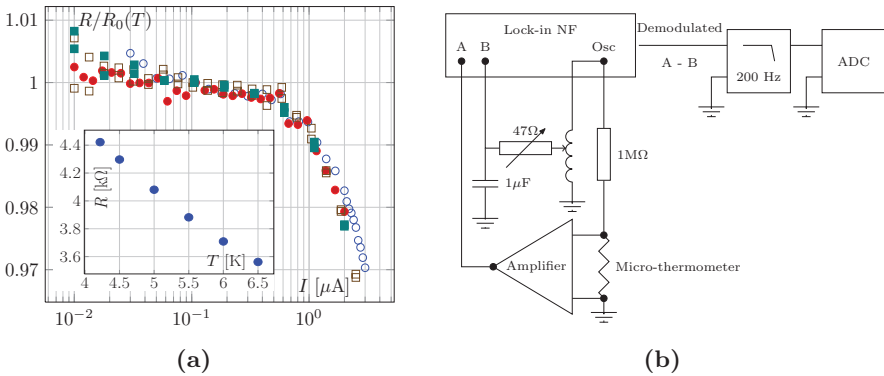 R/R₀(T)
1.01
1
0.99
0.98
0.97
R [kΩ]
4.4
4.2
4
3.8
3.6
T [K]
4
4.5
5
5.5
6
6.5
I [μA]
10⁻²
10⁻¹
10⁰
(a)
Lock-in NF
A
B
Osc
Demodulated
A - B
200 Hz
ADC
47Ω
1μF
1MΩ
Amplifier
Micro-thermometer
(b)